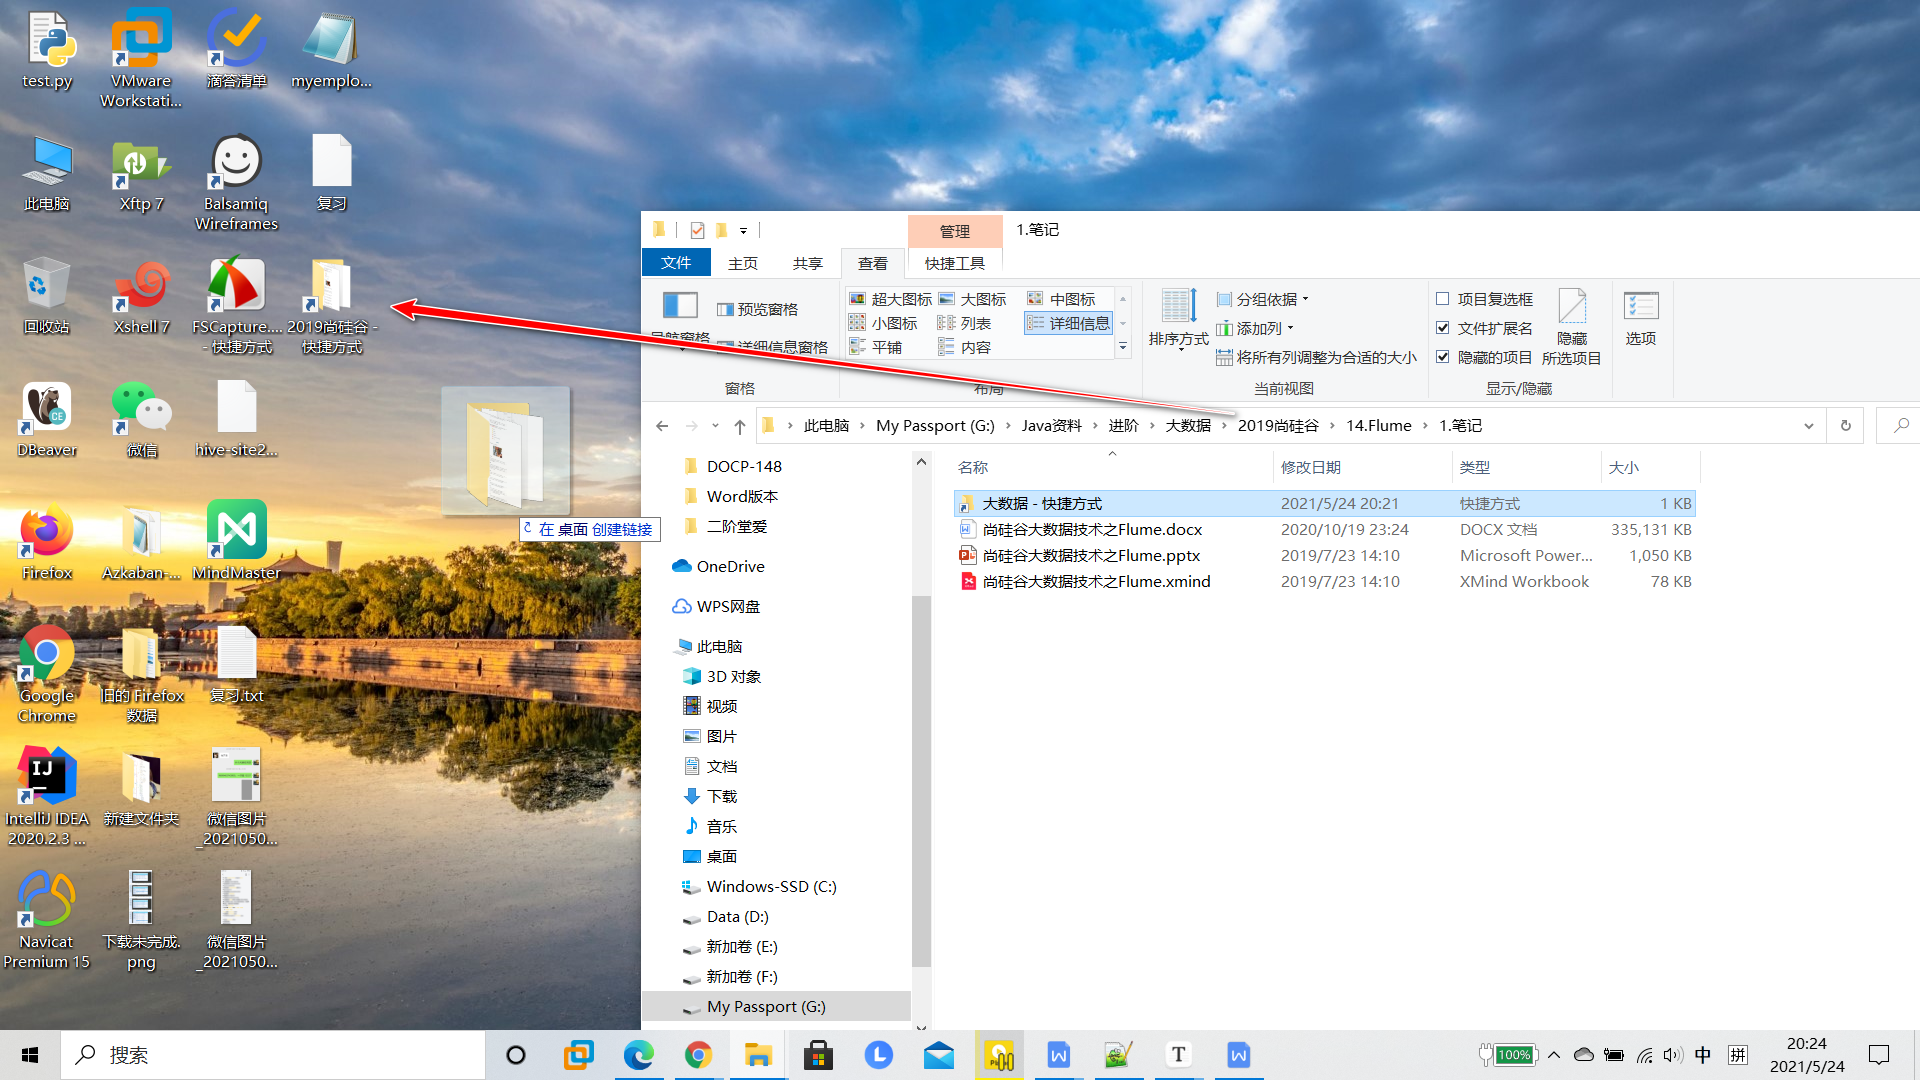 test.py
VMware
Workstati...
滴答清单
myemplo...
此电脑
Xftp 7
Balsamiq
Wireframes
复习
回收站
Xshell 7
FSCapture....
- 快捷方式
2019尚硅谷 -
快捷方式
DBeaver
微信
hive-site2...
Firefox
Azkaban-...
MindMaster
Google
Chrome
旧的 Firefox
数据
复习.txt
IntelliJ IDEA
2020.2.3 ...
新建文件夹
微信图片
_2021050...
Navicat
Premium 15
下载未完成.
png
微信图片
_2021050...
在 桌面 创建链接
管理
1.笔记
文件
主页
共享
查看
快捷工具
预览窗格
详细信息窗格
窗格
超大图标
大图标
中图标
小图标
列表
详细信息
平铺
内容
布局
排序方式
分组依据
添加列
将所有列调整为合适的大小
当前视图
项目复选框
文件扩展名
隐藏的项目
隐藏
所选项目
显示/隐藏
选项
此电脑
My Passport (G:)
Java资料
进阶
大数据
2019尚硅谷
14.Flume
1.笔记
DOCP-148
Word版本
二阶堂爱
OneDrive
WPS网盘
此电脑
3D 对象
视频
图片
文档
下载
音乐
桌面
Windows-SSD (C:)
Data (D:)
新加卷 (E:)
新加卷 (F:)
My Passport (G:)
名称
修改日期
类型
大小
大数据 - 快捷方式
2021/5/24 20:21
快捷方式
1 KB
尚硅谷大数据技术之Flume.docx
2020/10/19 23:24
DOCX 文档
335,131 KB
尚硅谷大数据技术之Flume.pptx
2019/7/23 14:10
Microsoft Power...
1,050 KB
尚硅谷大数据技术之Flume.xmind
2019/7/23 14:10
XMind Workbook
78 KB
搜索
100%
中
拼
20:24
2021/5/24